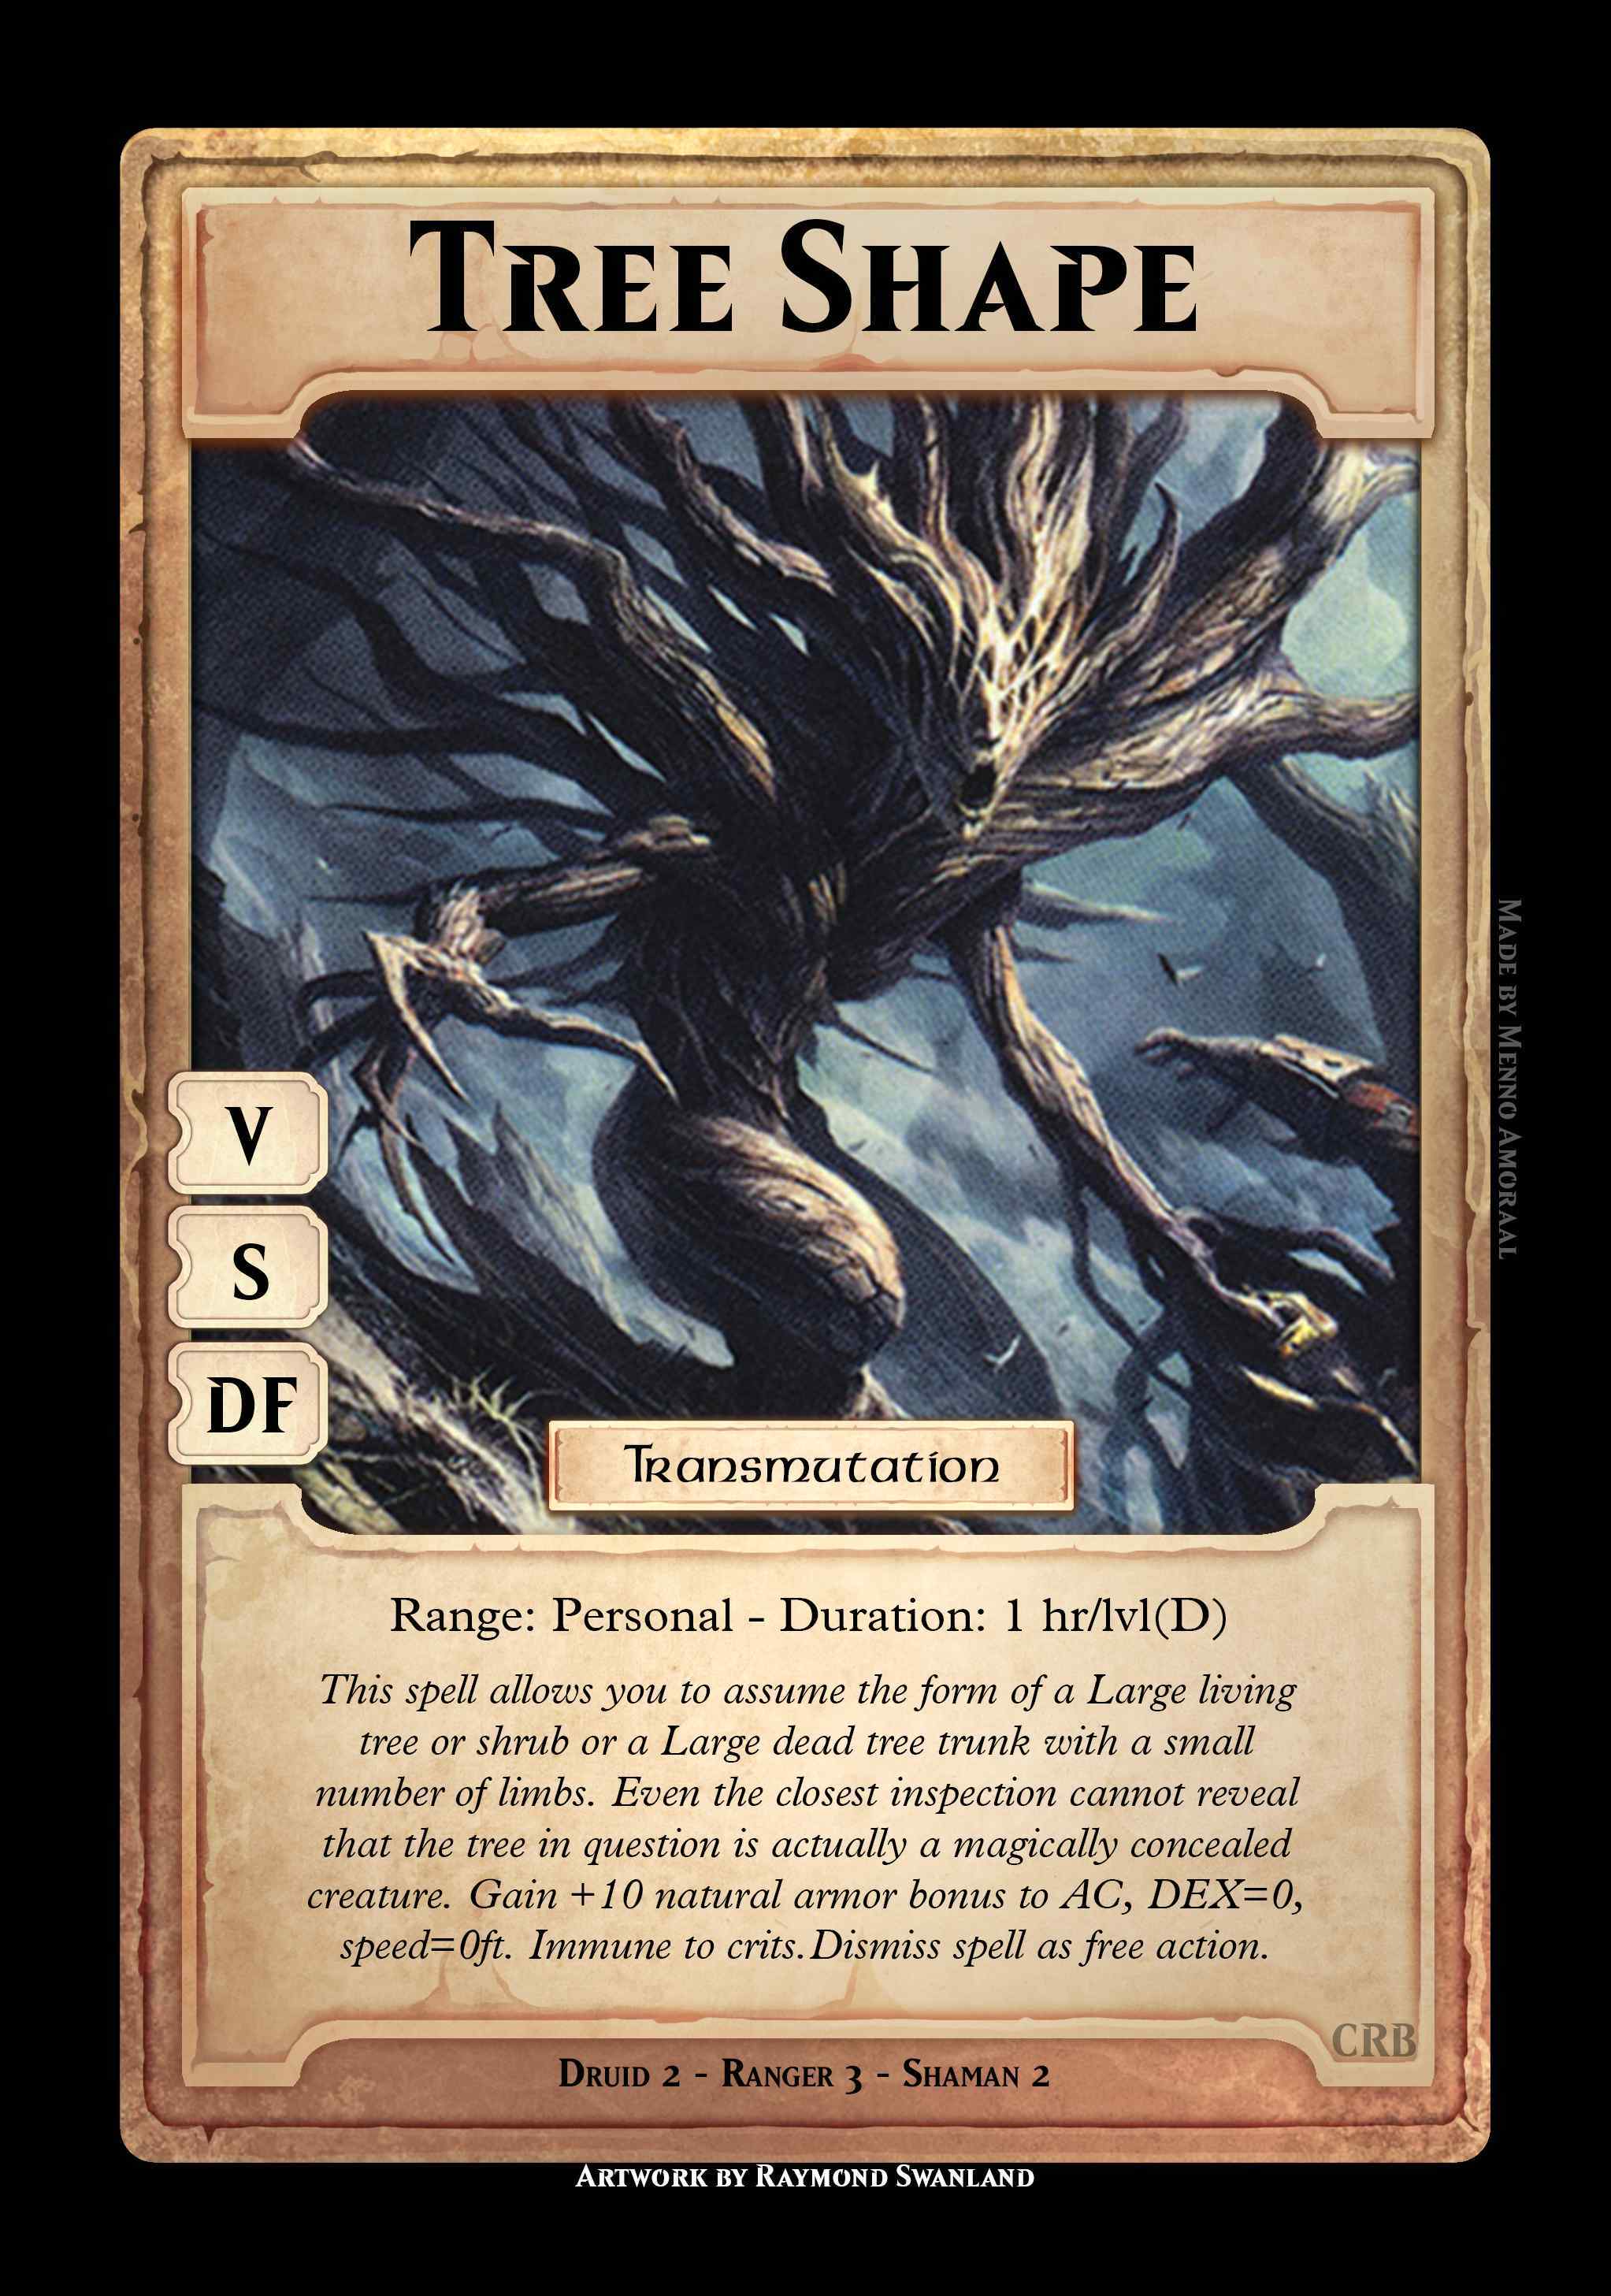 Tree Shape
V
S
DF
Transmutation
Range: Personal - Duration: 1 hr/lvl(D)
This spell allows you to assume the form of a Large living
tree or shrub or a Large dead tree trunk with a small
number of limbs. Even the closest inspection cannot reveal
that the tree in question is actually a magically concealed
creature. Gain +10 natural armor bonus to AC, DEX=0,
speed=0ft. Immune to crits.Dismiss spell as free action.
CRB
Druid 2 - Ranger 3 - Shaman 2
Artwork by Raymond Swanland
Made by Menno Amoraal